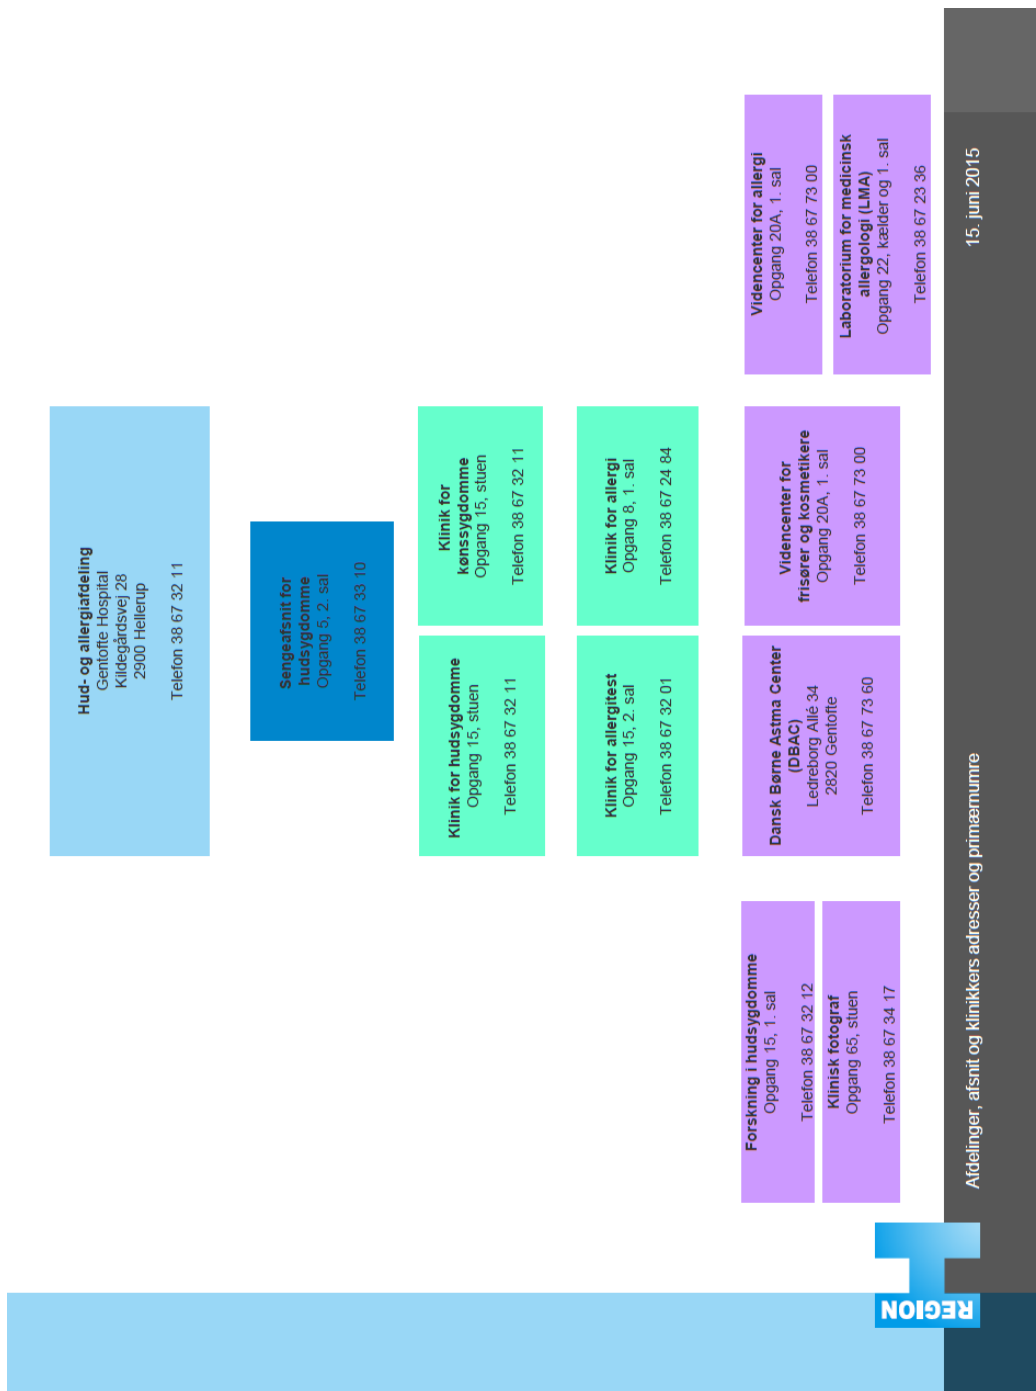 Hud- og allergiafdeling
Gentofte Hospital
Kildegårdsvej 28
2900 Hellerup
Telefon 38 67 32 11
Sengeafsnit for
hudsygdomme
Opgang 5, 2. sal
Telefon 38 67 33 10
Klinik for hudsygdomme
Opgang 15, stuen
Telefon 38 67 32 11
Klinik for
kønssygdomme
Opgang 15, stuen
Telefon 38 67 32 11
Klinik for allergitest
Opgang 15, 2. sal
Telefon 38 67 32 01
Klinik for allergi
Opgang 8, 1. sal
Telefon 38 67 24 84
Forskning i hudsygdomme
Opgang 15, 1. sal
Telefon 38 67 32 12
Klinisk fotograf
Opgang 65, stuen
Telefon 38 67 34 17
Dansk Børne Astma Center
(DBAC)
Ledreborg Allé 34
2820 Gentofte
Telefon 38 67 73 60
Videncenter for
frisører og kosmetikere
Opgang 20A, 1. sal
Telefon 38 67 73 00
Videncenter for allergi
Opgang 20A, 1. sal
Telefon 38 67 73 00
Laboratorium for medicinsk
allergologi (LMA)
Opgang 22, kælder og 1. sal
Telefon 38 67 23 36
REGION
Afdelinger, afsnit og klinikkers adresser og primærnumre
15. juni 2015